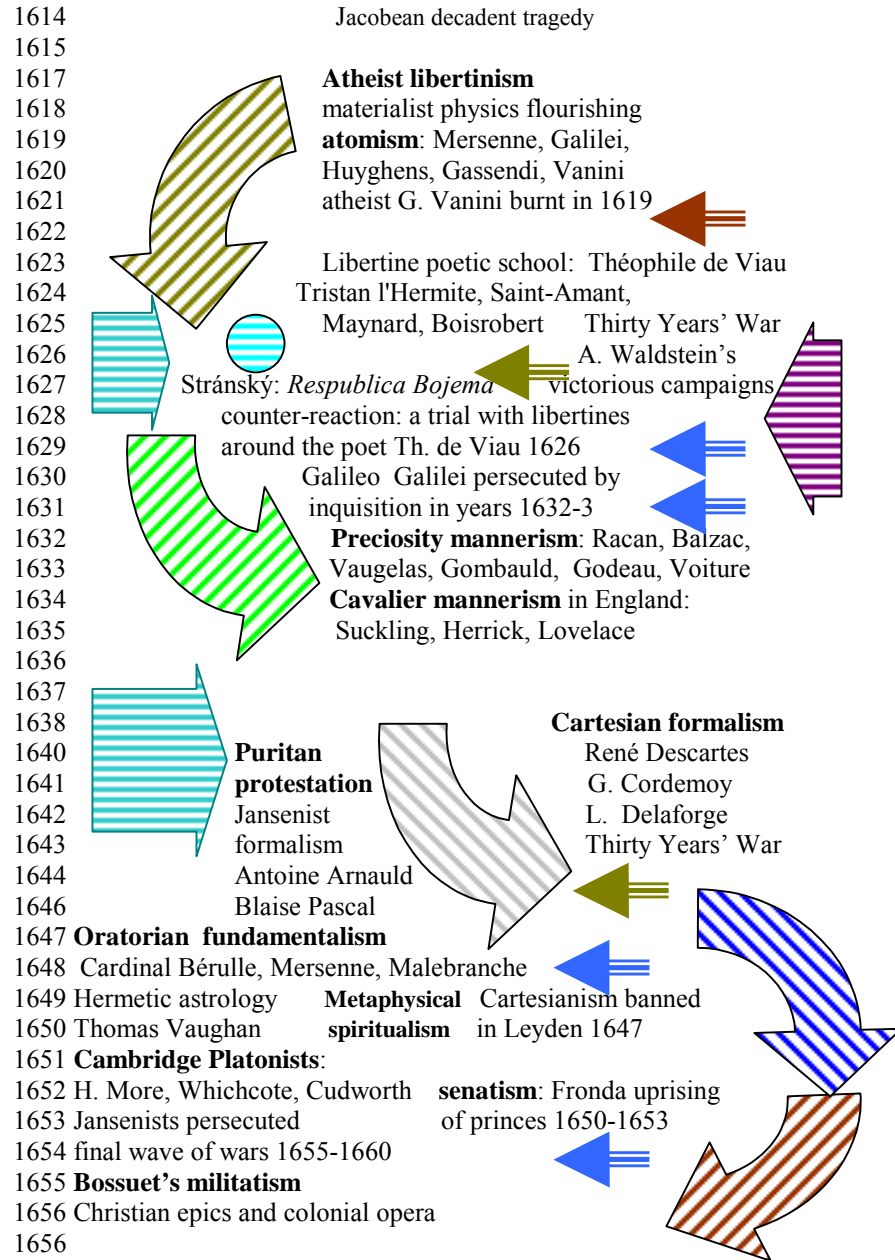 1614 Jacobean decadent tragedy
1615
1617 Atheist libertinism
1618 materialist physics flourishing
1619 atomism: Mersenne, Galilei,
1620 Huyghens, Gassendi, Vanini
1621 atheist G. Vanini burnt in 1619
1622
1623 Libertine poetic school: Théophile de Viau
1624 Tristan l'Hermite, Saint-Amant,
1625 Maynard, Boisrobert Thirty Years' War
1626 A. Waldstein's
1627 Stránský: Respublica Bojema victorious campaigns
1628 counter-reaction: a trial with libertines
1629 around the poet Th. de Viau 1626
1630 Galileo Galilei persecuted by
1631 inquisition in years 1632-3
1632 Preciosity mannerism: Racan, Balzac,
1633 Vaugelas, Gombauld, Godeau, Voiture
1634 Cavalier mannerism in England:
1635 Suckling, Herrick, Lovelace
1636
1637
1638 Cartesian formalism
1640 Puritan René Descartes
1641 protestation G. Cordemoy
1642 Jansenist L. Delaforge
1643 formalism Thirty Years' War
1644 Antoine Arnauld
1646 Blaise Pascal
1647 Oratorian fundamentalism
1648 Cardinal Bérulle, Mersenne, Malebranche
1649 Hermetic astrology Metaphysical Cartesianism banned
1650 Thomas Vaughan spiritualism in Leyden 1647
1651 Cambridge Platonists:
1652 H. More, Whichcote, Cudworth senatism: Fronda uprising
1653 Jansenists persecuted of princes 1650-1653
1654 final wave of wars 1655-1660
1655 Bossuet's militatism
1656 Christian epics and colonial opera
1656